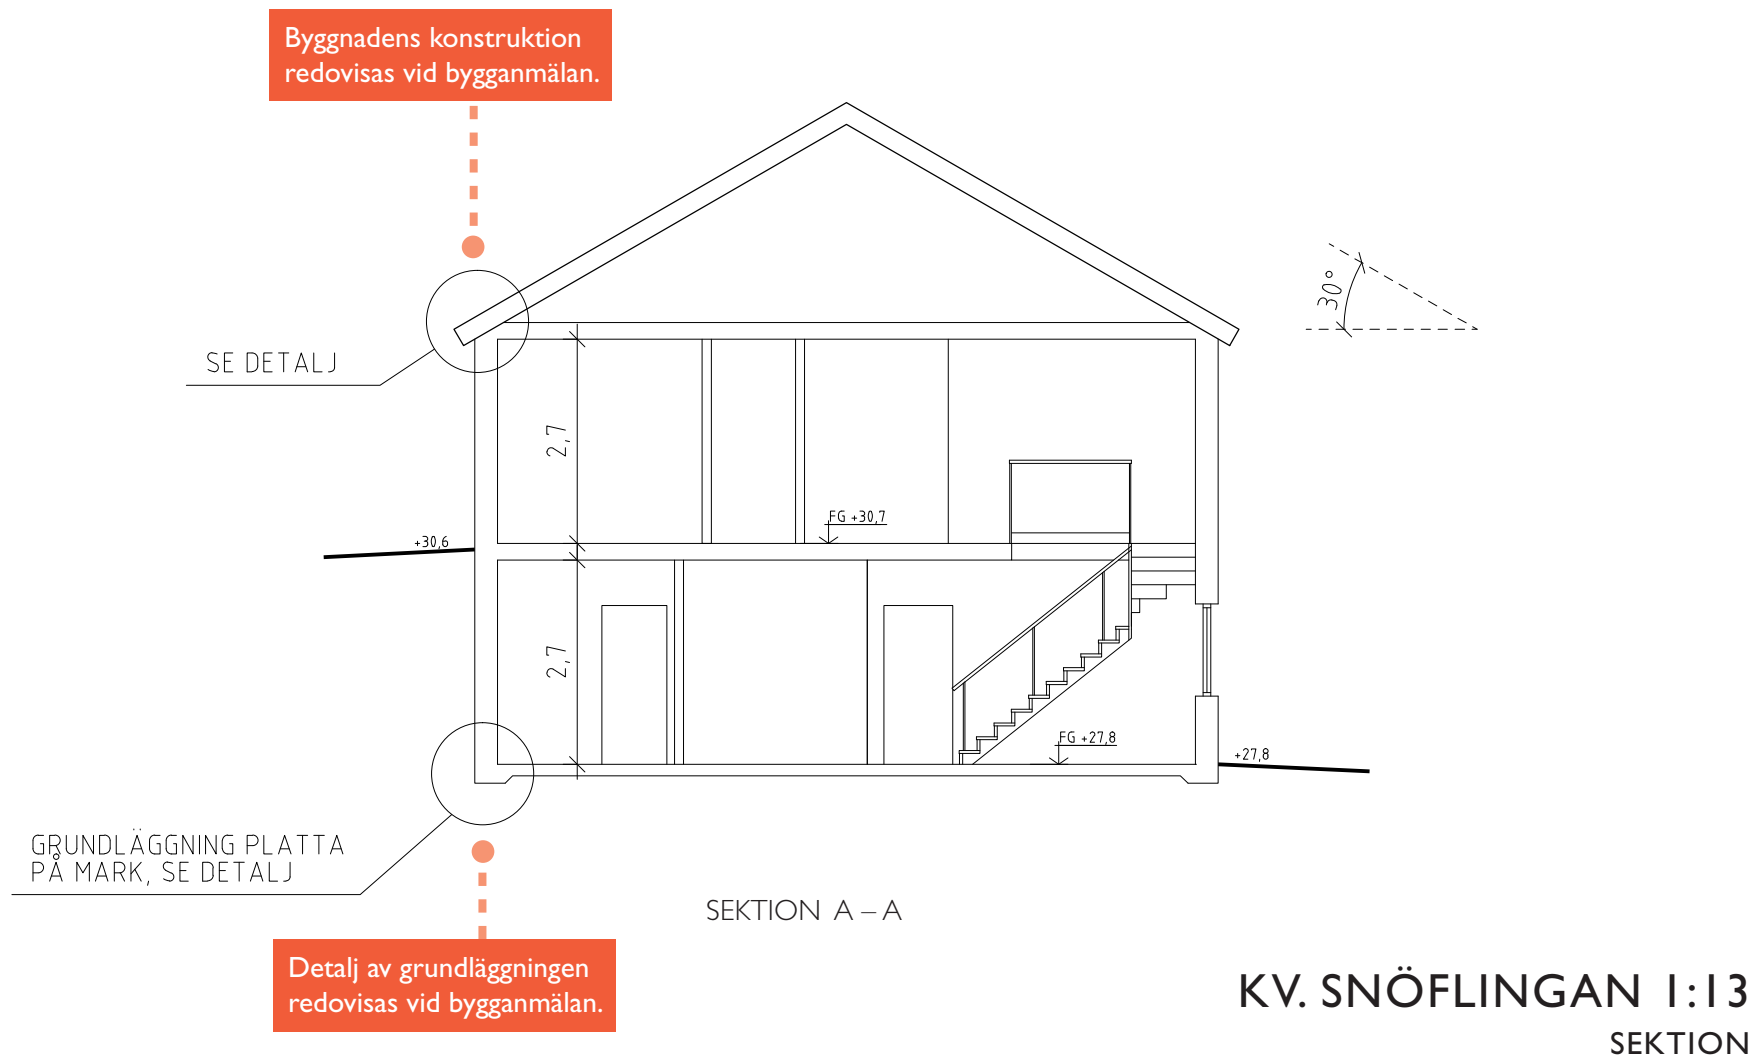 Byggnadens konstruktion
redovisas vid bygganmälan.
30°
SE DETALJ
2,7
FG +30,7
+30,6
2,7
FG +27,8
+27,8
GRUNDLÄGGNING PLATTA
PÅ MARK, SE DETALJ
SEKTION A – A
Detalj av grundläggningen
redovisas vid bygganmälan.
KV. SNÖFLINGAN 1:13
SEKTION